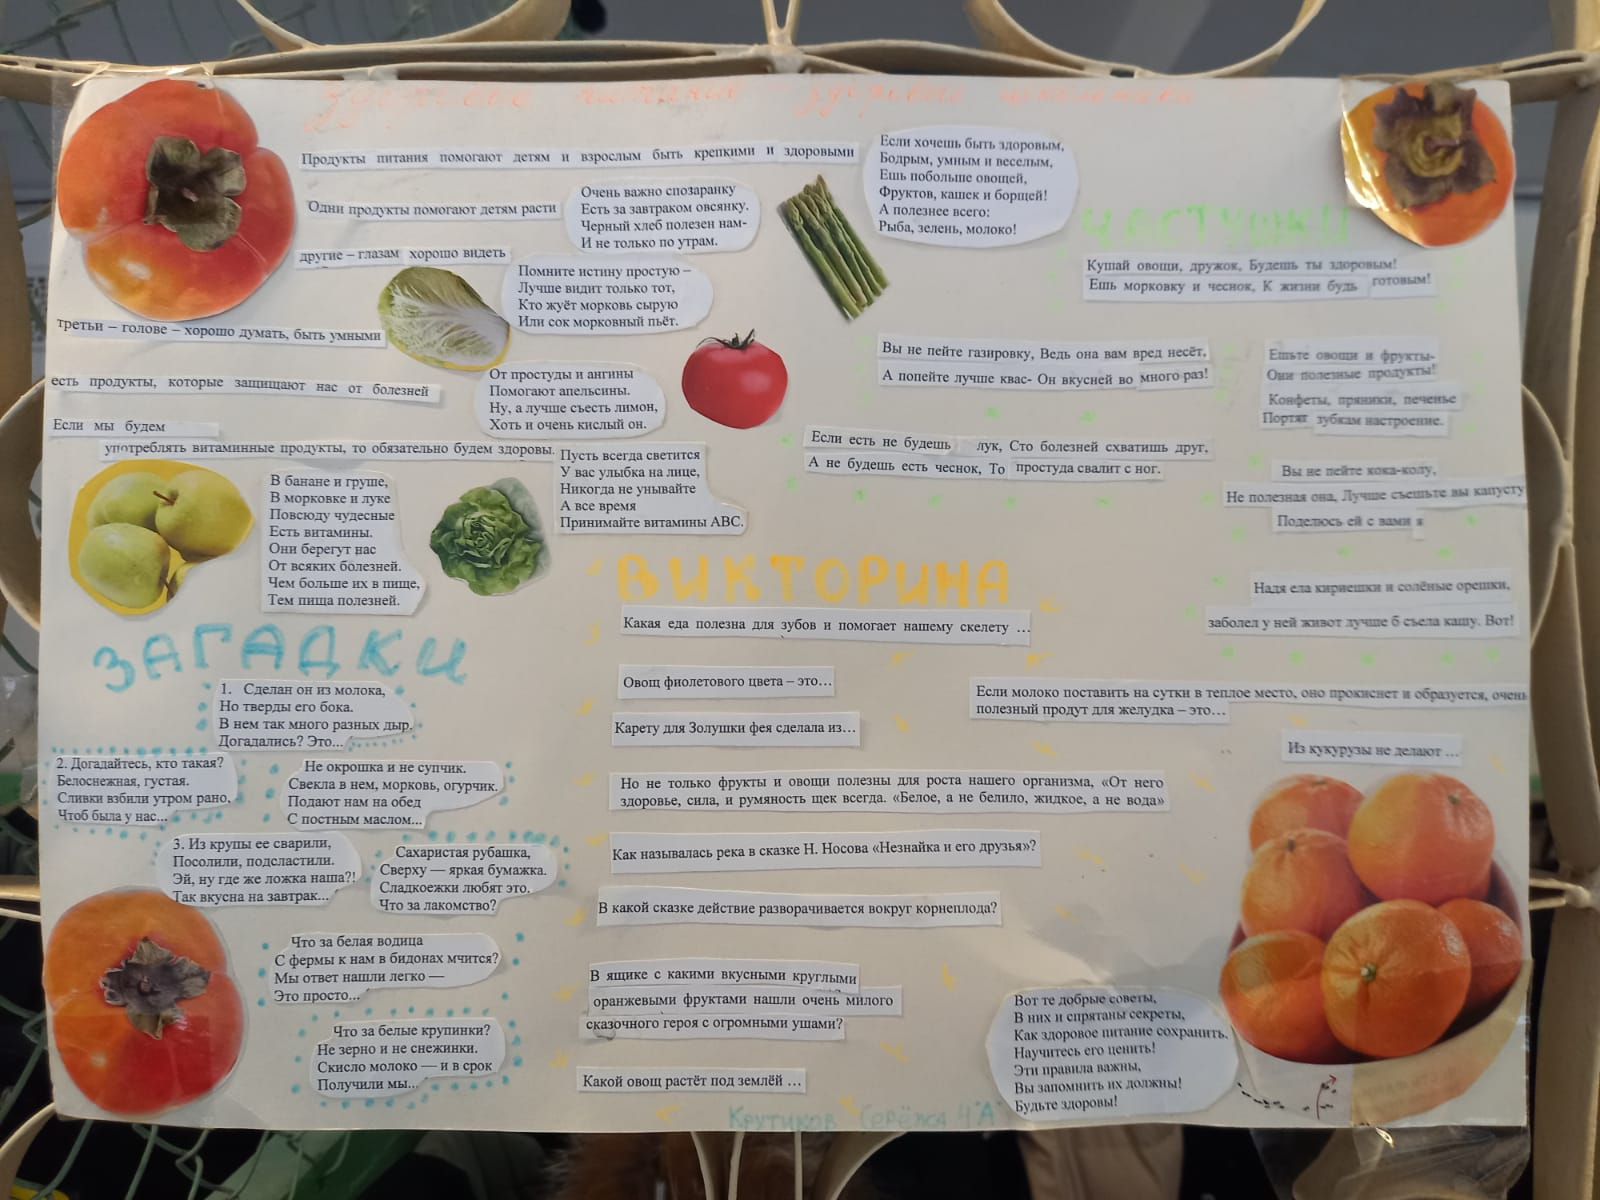 Здоровое питание - здоровый школьник
Продукты питания помогают детям и взрослым быть крепкими и здоровыми
Одни продукты помогают детям расти
другие – глазам хорошо видеть
третьи – голове – хорошо думать, быть умными
есть продукты, которые защищают нас от болезней
Если мы будем
употреблять витаминные продукты, то обязательно будем здоровы.
Очень важно спозаранку
Есть за завтраком овсянку.
Черный хлеб полезен нам-
И не только по утрам.
Помните истину простую –
Лучше видит только тот,
Кто жуёт морковь сырую
Или сок морковный пьёт.
От простуды и ангины
Помогают апельсины.
Ну, а лучше съесть лимон,
Хоть и очень кислый он.
Пусть всегда светится
У вас улыбка на лице,
Никогда не унывайте
А все время
Принимайте витамины АВС.
В банане и груше,
В морковке и луке
Повсюду чудесные
Есть витамины.
Они берегут нас
От всяких болезней.
Чем больше их в пище,
Тем пища полезней.
Если хочешь быть здоровым,
Бодрым, умным и веселым,
Ешь побольше овощей,
Фруктов, кашек и борщей!
А полезнее всего:
Рыба, зелень, молоко!
ЧАСТУШКИ
Кушай овощи, дружок, Будешь ты здоровым!
Ешь морковку и чеснок, К жизни будь готовым!
Вы не пейте газировку, Ведь она вам вред несёт,
А попейте лучше квас- Он вкусней во много раз!
Ешьте овощи и фрукты-
Они полезные продукты!
Конфеты, пряники, печенье
Портят зубкам настроение.
Если есть не будешь лук, Сто болезней схватишь друг,
А не будешь есть чеснок, То простуда свалит с ног.
Вы не пейте кока-колу,
Не полезная она, Лучше съешьте вы капусту
Поделюсь ей с вами я
Надя ела кириешки и солёные орешки,
заболел у ней живот лучше б съела кашу. Вот!
ЗАГАДКИ
1. Сделан он из молока,
Но тверды его бока.
В нем так много разных дыр.
Догадались? Это...
2. Догадайтесь, кто такая?
Белоснежная, густая.
Сливки взбили утром рано,
Чтоб была у нас...
Не окрошка и не супчик.
Свекла в нем, морковь, огурчик.
Подают нам на обед
С постным маслом...
3. Из крупы ее сварили,
Посолили, подсластили.
Эй, ну где же ложка наша?!
Так вкусна на завтрак...
Сахаристая рубашка,
Сверху — яркая бумажка.
Сладкоежки любят это.
Что за лакомство?
Что за белая водица
С фермы к нам в бидонах мчится?
Мы ответ нашли легко —
Это просто...
Что за белые крупинки?
Не зерно и не снежинки.
Скисло молоко — и в срок
Получили мы...
ВИКТОРИНА
Какая еда полезна для зубов и помогает нашему скелету …
Овощ фиолетового цвета – это…
Если молоко поставить на сутки в теплое место, оно прокиснет и образуется, очень
полезный продукт для желудка – это…
Карету для Золушки фея сделала из…
Из кукурузы не делают …
Но не только фрукты и овощи полезны для роста нашего организма, «От него
здоровье, сила, и румяность щек всегда. «Белое, а не белило, жидкое, а не вода»
Как называлась река в сказке Н. Носова «Незнайка и его друзья»?
В какой сказке действие разворачивается вокруг корнеплода?
В ящике с какими вкусными круглыми
оранжевыми фруктами нашли очень милого
сказочного героя с огромными ушами?
Какой овощ растёт под землёй …
Вот те добрые советы,
В них и спрятаны секреты,
Как здоровое питание сохранить.
Научитесь его ценить!
Эти правила важны,
Вы запомнить их должны!
Будьте здоровы!
Крутиков Серёжа 4"А"